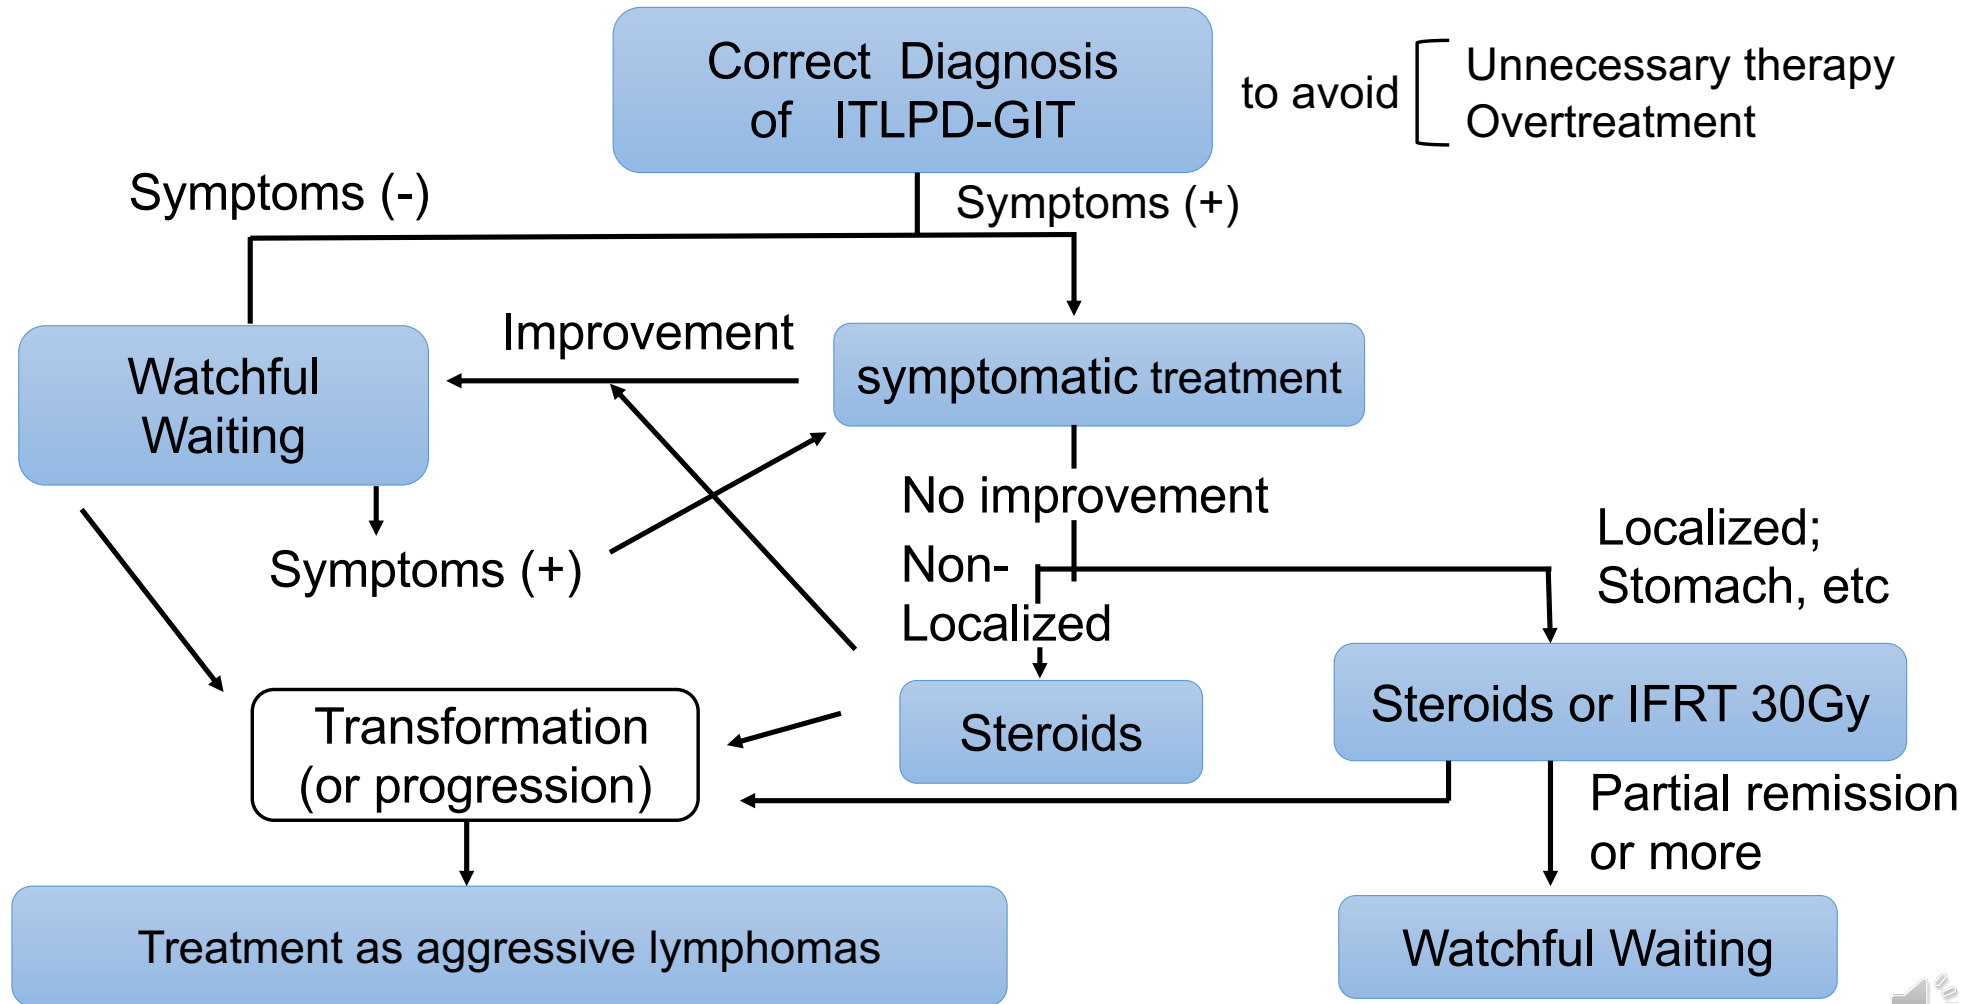 Correct Diagnosis
of ITLPD-GIT
to avoid
Unnecessary therapy
Overtreatment
Symptoms (-)
Symptoms (+)
Improvement
Watchful
Waiting
symptomatic treatment
No improvement
Symptoms (+)
Non-
Localized
Localized;
Stomach, etc
Transformation
(or progression)
Steroids
Steroids or IFRT 30Gy
Partial remission
or more
Treatment as aggressive lymphomas
Watchful Waiting